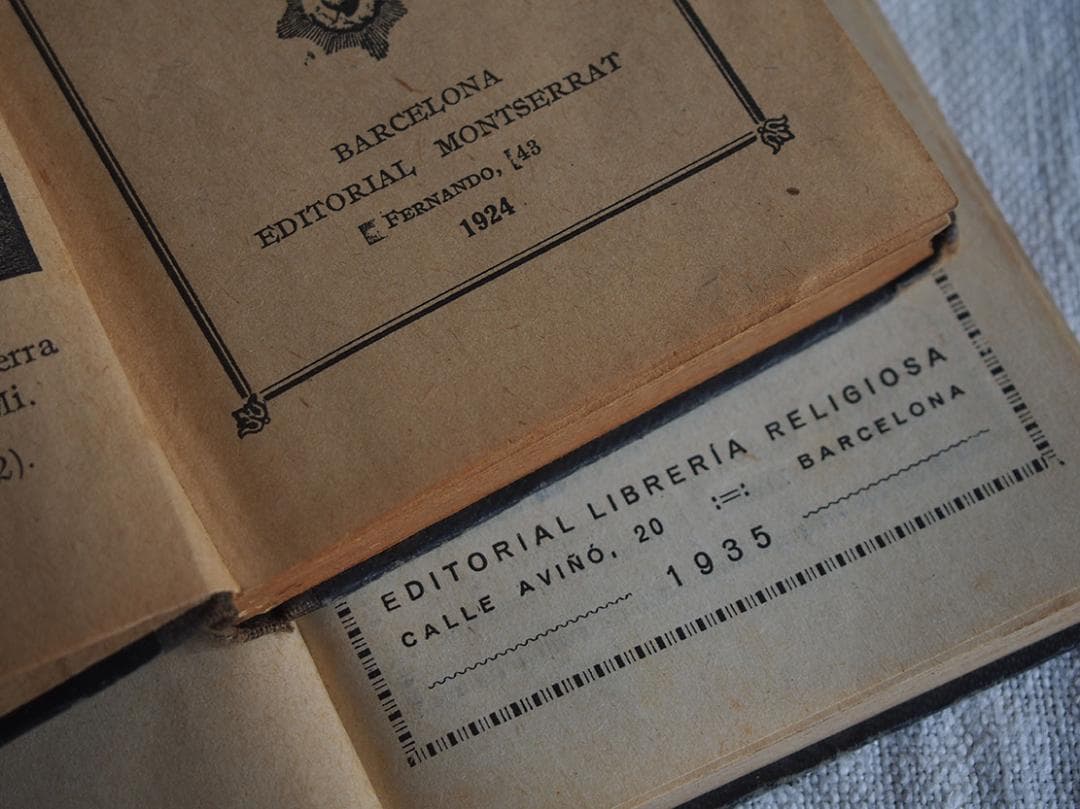 BARCELONA
EDITORIAL MONTSERRAT
FERNANDO, 43
1924
erra
Mi.
2).
EDITORIAL LIBRERÍA RELIGIOSA
CALLE AVIÑÓ, 20 :=: BARCELONA
1935